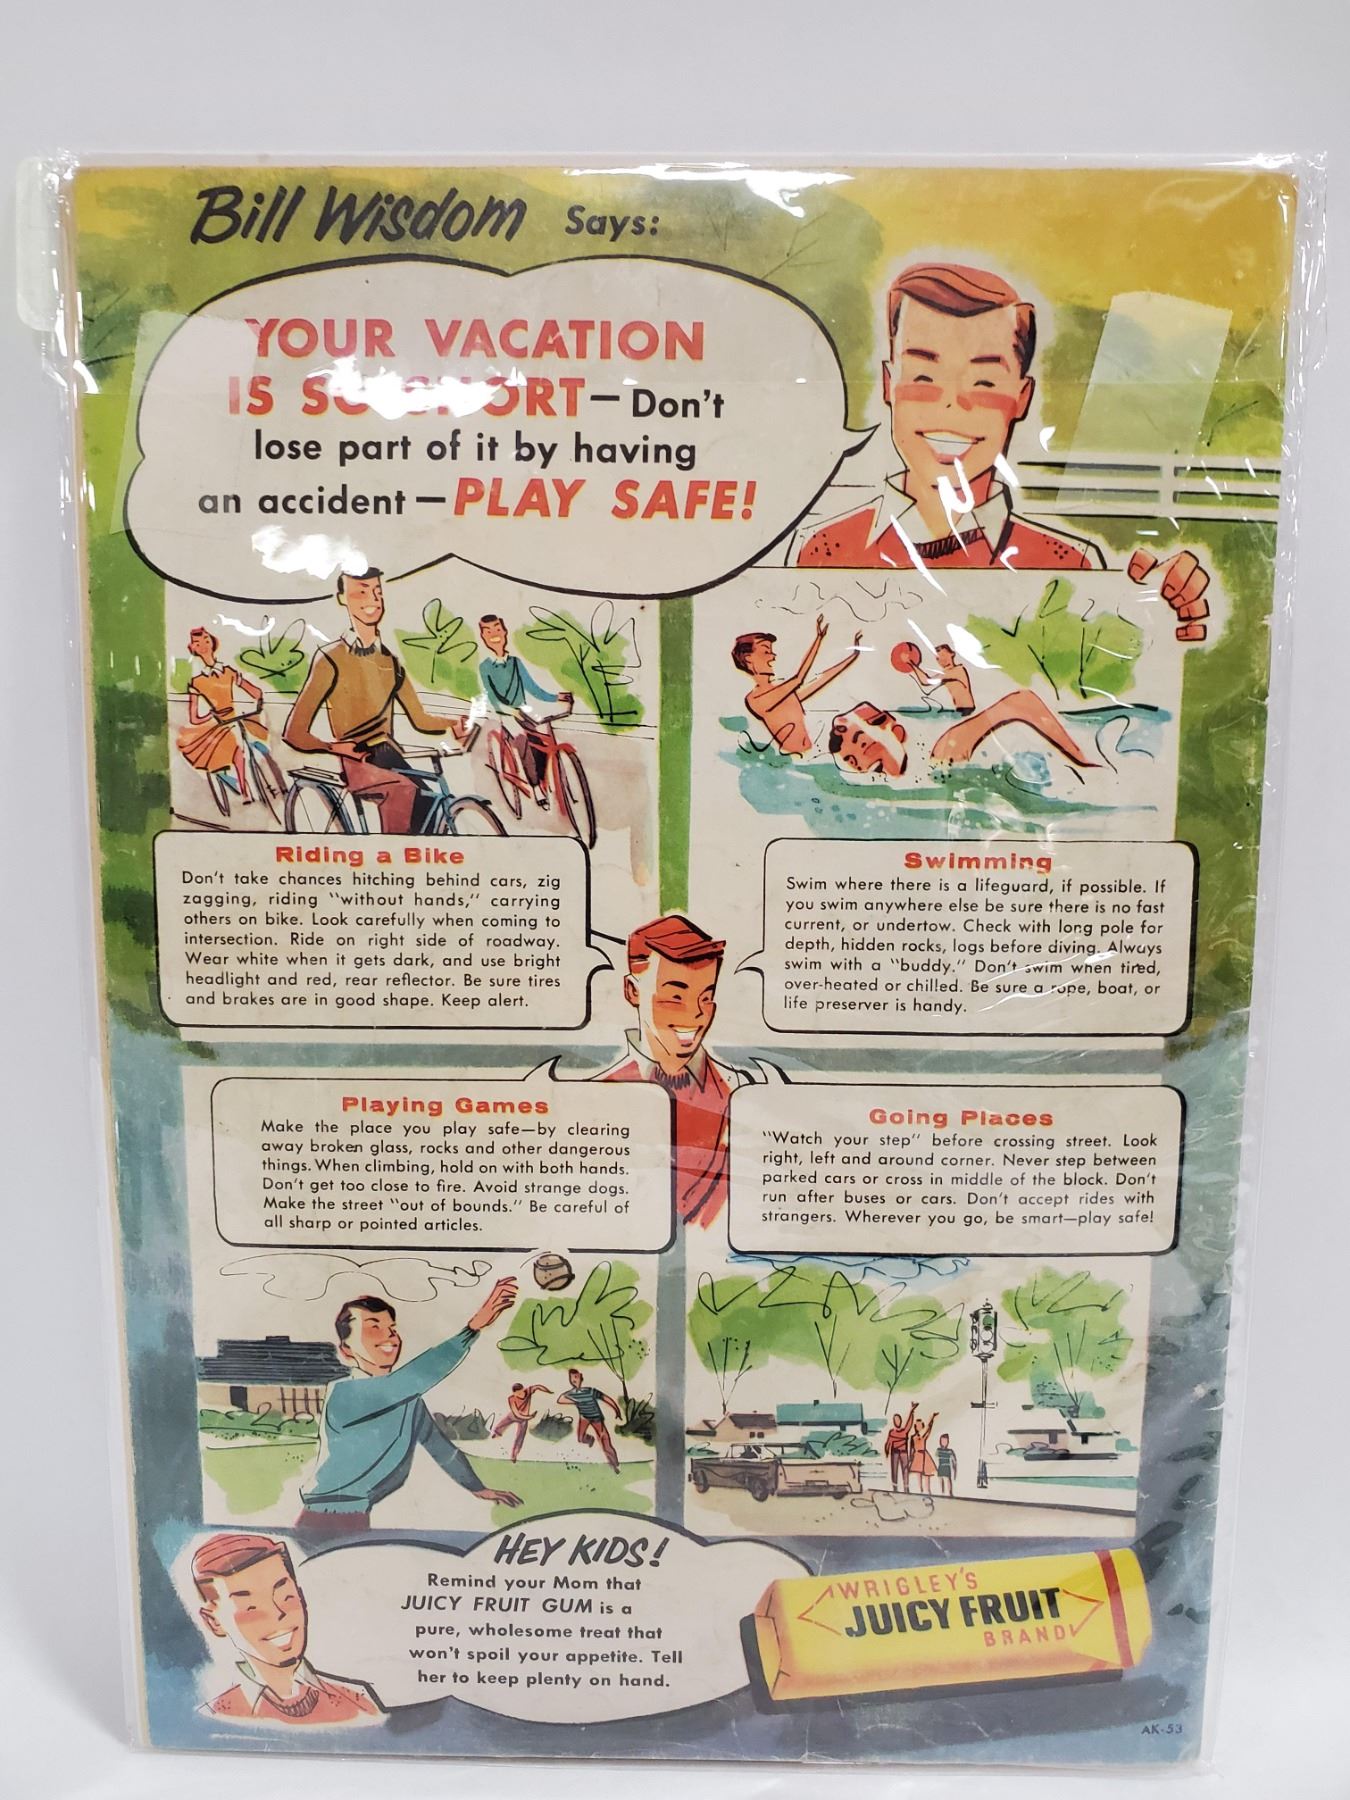 Bill Wisdom Says:
YOUR VACATION
IS SO SHORT—Don't
lose part of it by having
an accident—PLAY SAFE!
Riding a Bike
Don't take chances hitching behind cars, zig
zagging, riding "without hands," carrying
others on bike. Look carefully when coming to
intersection. Ride on right side of roadway.
Wear white when it gets dark, and use bright
headlight and red, rear reflector. Be sure tires
and brakes are in good shape. Keep alert.
Swimming
Swim where there is a lifeguard, if possible. If
you swim anywhere else be sure there is no fast
current, or undertow. Check with long pole for
depth, hidden rocks, logs before diving. Always
swim with a "buddy." Don't swim when tired,
over-heated or chilled. Be sure a rope, boat, or
life preserver is handy.
Playing Games
Make the place you play safe—by clearing
away broken glass, rocks and other dangerous
things. When climbing, hold on with both hands.
Don't get too close to fire. Avoid strange dogs.
Make the street "out of bounds." Be careful of
all sharp or pointed articles.
Going Places
"Watch your step" before crossing street. Look
right, left and around corner. Never step between
parked cars or cross in middle of the block. Don't
run after buses or cars. Don't accept rides with
strangers. Wherever you go, be smart—play safe!
HEY KIDS!
Remind your Mom that
JUICY FRUIT GUM is a
pure, wholesome treat that
won't spoil your appetite. Tell
her to keep plenty on hand.
WRIGLEY'S
JUICY FRUIT
BRAND
AK-53